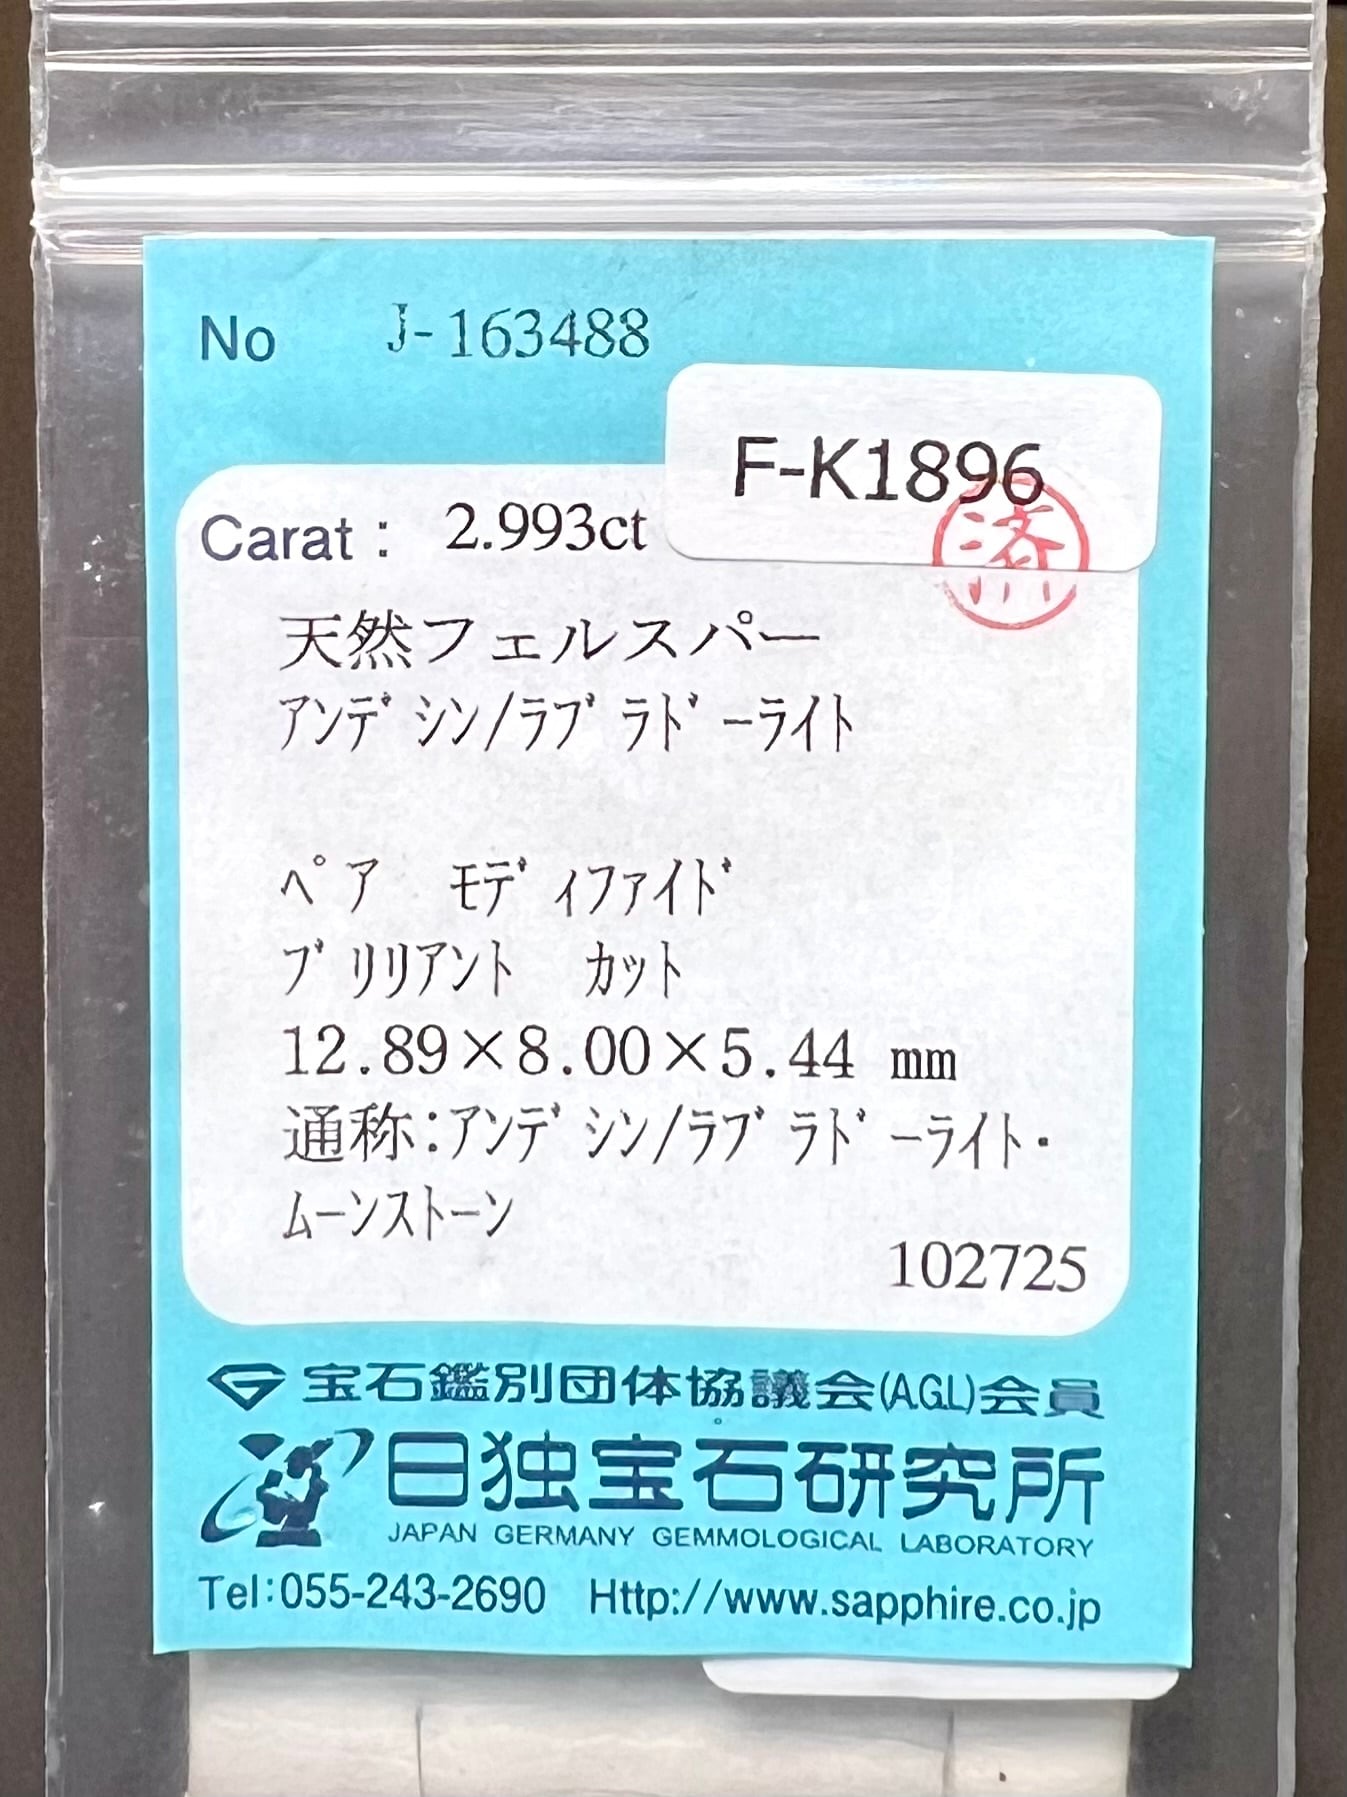 No J-163488
F-K1896
済
Carat : 2.993ct
天然フェルスパー
ｱﾝﾃﾞｼﾝ/ﾗﾌﾞﾗﾄﾞｰﾗｲﾄ
ﾍﾟｱ ﾓﾃﾞｨﾌｧｲﾄﾞ
ﾌﾞﾘﾘｱﾝﾄ ｶｯﾄ
12.89×8.00×5.44 mm
通称:ｱﾝﾃﾞｼﾝ/ﾗﾌﾞﾗﾄﾞｰﾗｲﾄ・
ﾑｰﾝｽﾄｰﾝ
102725
宝石鑑別団体協議会(AGL)会員
日独宝石研究所
JAPAN GERMANY GEMMOLOGICAL LABORATORY
Tel:055-243-2690 Http://www.sapphire.co.jp